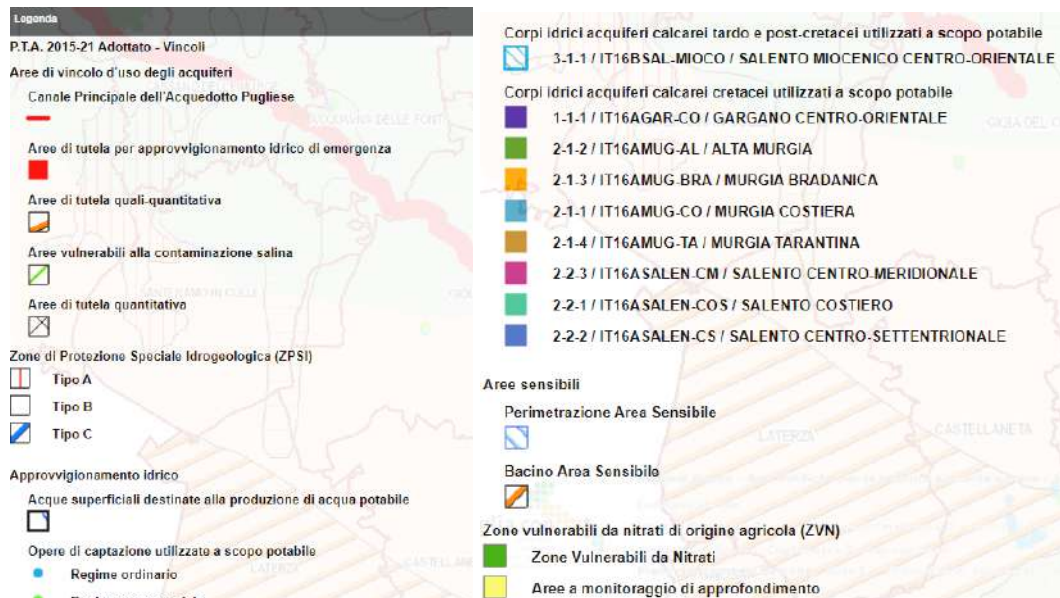 Legenda
P.T.A. 2015-21 Adottato - Vincoli
Aree di vincolo d'uso degli acquiferi
Canale Principale dell'Acquedotto Pugliese
Aree di tutela per approvvigionamento idrico di emergenza
Aree di tutela quali-quantitativa
Aree vulnerabili alla contaminazione salina
Aree di tutela quantitativa
Zone di Protezione Speciale Idrogeologica (ZPSI)
Tipo A
Tipo B
Tipo C
Approvvigionamento idrico
Acque superficiali destinate alla produzione di acqua potabile
Opere di captazione utilizzate a scopo potabile
Regime ordinario
Corpi idrici acquiferi calcarei tardo e post-cretacei utilizzati a scopo potabile
3-1-1 / IT16BSAL-MIOCO / SALENTO MIOCENICO CENTRO-ORIENTALE
Corpi idrici acquiferi calcarei cretacei utilizzati a scopo potabile
1-1-1 / IT16AGAR-CO / GARGANO CENTRO-ORIENTALE
2-1-2 / IT16AMUG-AL / ALTA MURGIA
2-1-3 / IT16AMUG-BRA / MURGIA BRADANICA
2-1-1 / IT16AMUG-CO / MURGIA COSTIERA
2-1-4 / IT16AMUG-TA / MURGIA TARANTINA
2-2-3 / IT16ASALEN-CM / SALENTO CENTRO-MERIDIONALE
2-2-1 / IT16ASALEN-COS / SALENTO COSTIERO
2-2-2 / IT16ASALEN-CS / SALENTO CENTRO-SETTENTRIONALE
Aree sensibili
Perimetrazione Area Sensibile
LATERZA
CASTELLANETA
Bacino Area Sensibile
Zone vulnerabili da nitrati di origine agricola (ZVN)
Zone Vulnerabili da Nitrati
Aree a monitoraggio di approfondimento